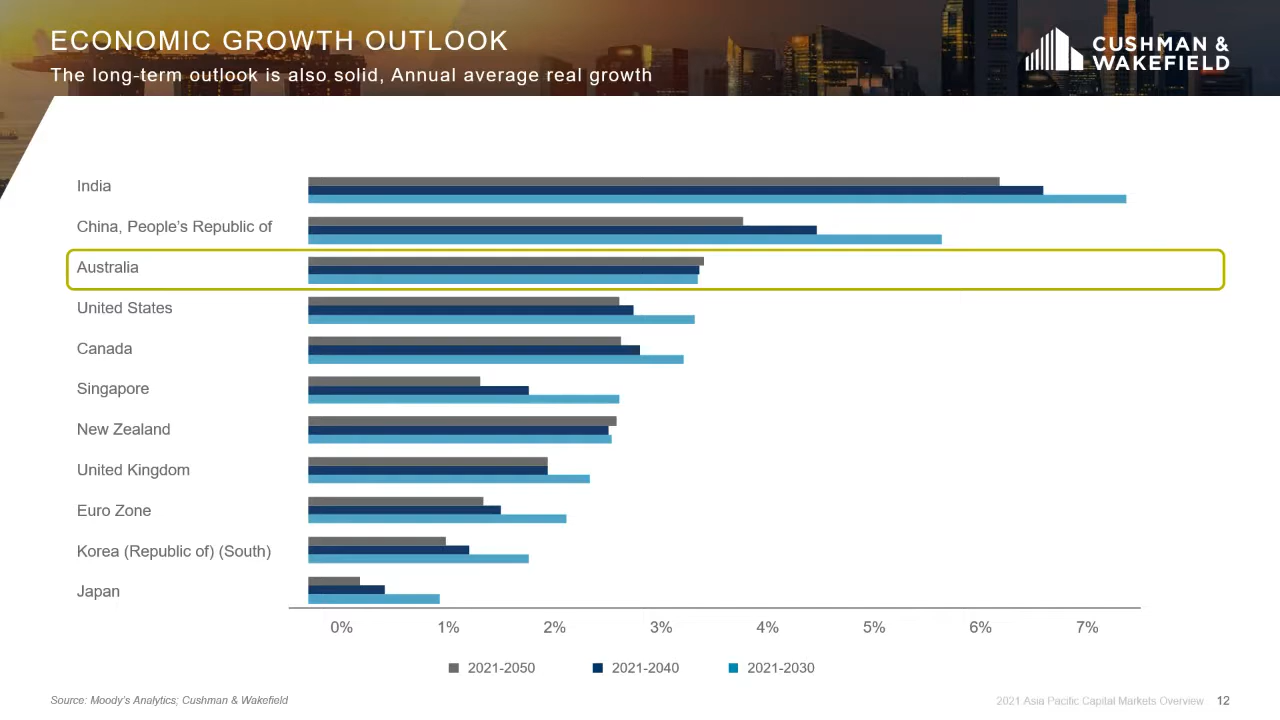 ECONOMIC GROWTH OUTLOOK
The long-term outlook is also solid, Annual average real growth
CUSHMAN &
WAKEFIELD
India
China, People's Republic of
Australia
United States
Canada
Singapore
New Zealand
United Kingdom
Euro Zone
Korea (Republic of) (South)
Japan
0% 1% 2% 3% 4% 5% 6% 7%
2021-2050 2021-2040 2021-2030
Source: Moody's Analytics; Cushman & Wakefield
2021 Asia Pacific Capital Markets Overview 12